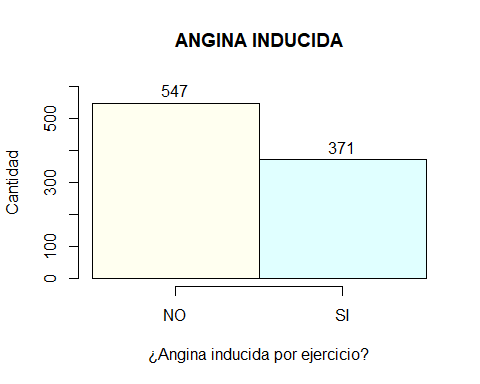 ANGINA INDUCIDA
547
371
Cantidad
500
300
100
0
NO SI
¿Angina inducida por ejercicio?